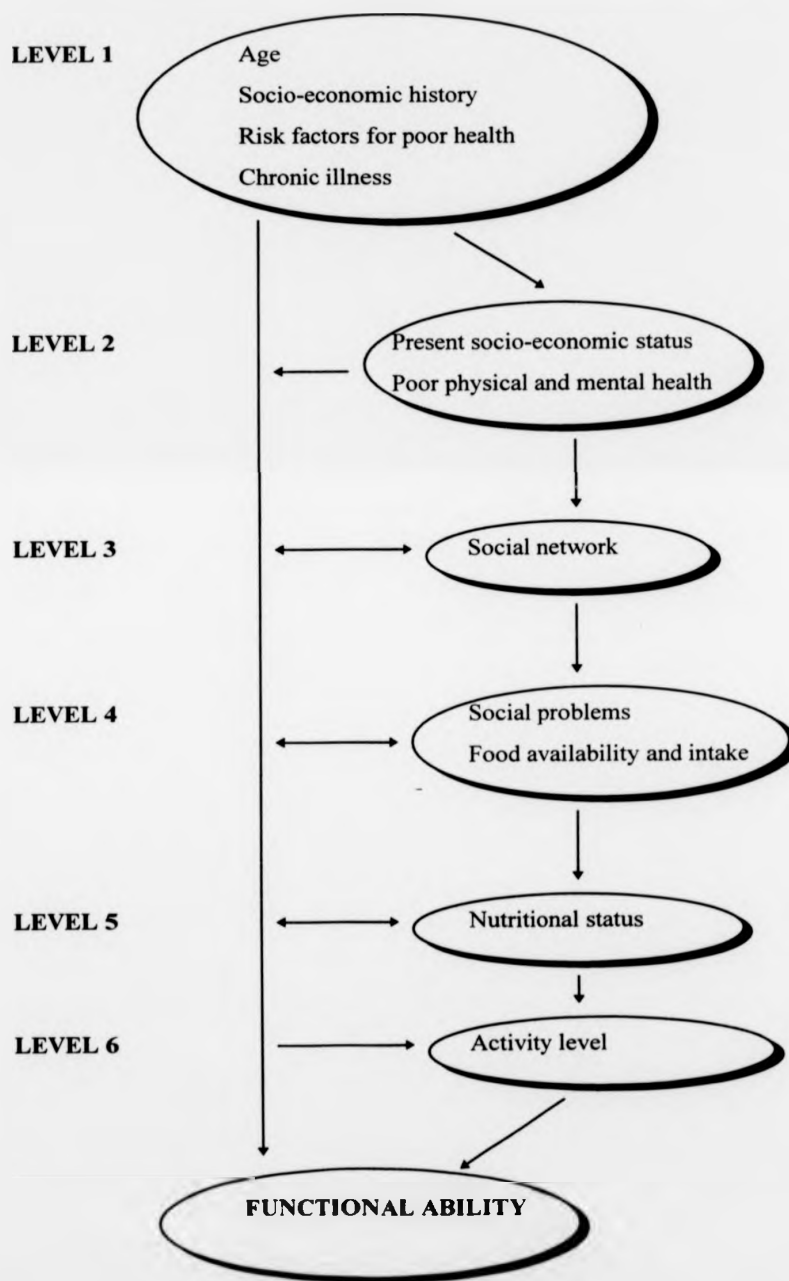 LEVEL 1
Age
Socio-economic history
Risk factors for poor health
Chronic illness
LEVEL 2
Present socio-economic status
Poor physical and mental health
LEVEL 3
Social network
LEVEL 4
Social problems
Food availability and intake
LEVEL 5
Nutritional status
LEVEL 6
Activity level
FUNCTIONAL ABILITY